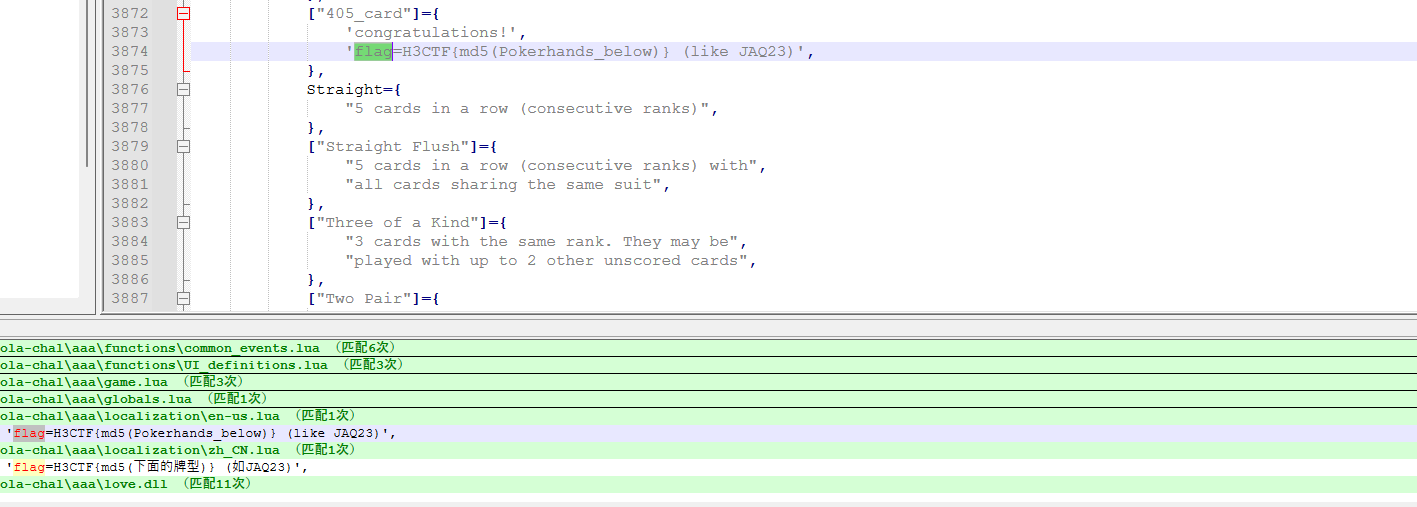 3872 ["405_card"]={
3873 'congratulations!',
3874 'flag=H3CTF{md5(Pokerhands_below)} (like JAQ23)',
3875 },
3876 Straight={
3877 "5 cards in a row (consecutive ranks)",
3878 },
3879 ["Straight Flush"]={
3880 "5 cards in a row (consecutive ranks) with",
3881 "all cards sharing the same suit",
3882 },
3883 ["Three of a Kind"]={
3884 "3 cards with the same rank. They may be",
3885 "played with up to 2 other unscored cards",
3886 },
3887 ["Two Pair"]={
ola-chal\aaa\functions\common_events.lua (匹配6次)
ola-chal\aaa\functions\UI_definitions.lua (匹配3次)
ola-chal\aaa\game.lua (匹配3次)
ola-chal\aaa\globals.lua (匹配1次)
ola-chal\aaa\localization\en-us.lua (匹配1次)
'flag=H3CTF{md5(Pokerhands_below)} (like JAQ23)',
ola-chal\aaa\localization\zh_CN.lua (匹配1次)
'flag=H3CTF{md5(下面的牌型)} (如JAQ23)',
ola-chal\aaa\love.dll (匹配11次)